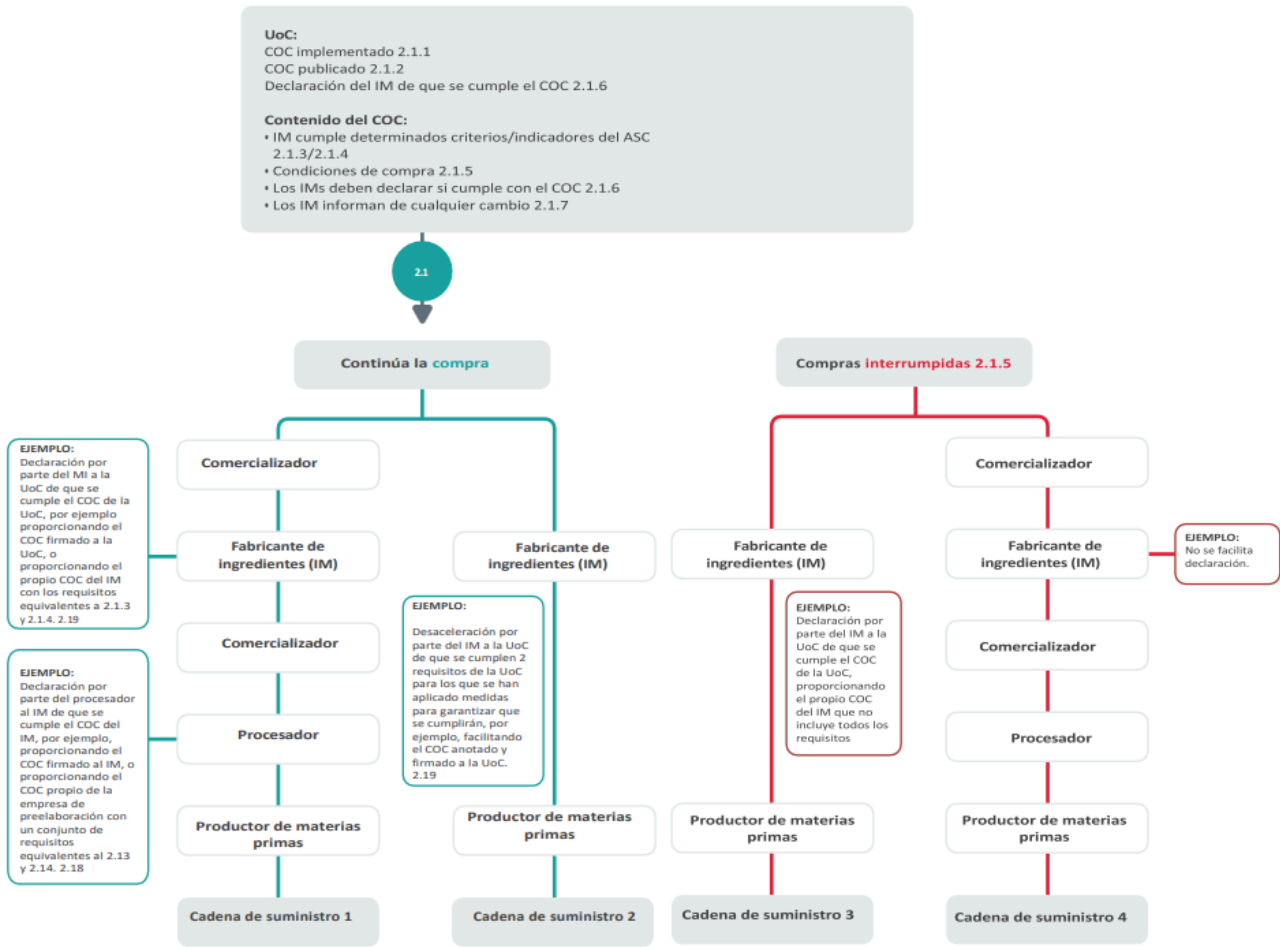 UoC:
COC implementado 2.1.1
COC publicado 2.1.2
Declaración del IM de que se cumple el COC 2.1.6
Contenido del COC:
• IM cumple determinados criterios/indicadores del ASC
2.1.3/2.1.4
• Condiciones de compra 2.1.5
• Los IMs deben declarar si cumple con el COC 2.1.6
• Los IM informan de cualquier cambio 2.1.7
2.1
Continúa la compra
Compras interrumpidas 2.1.5
EJEMPLO:
Declaración por
parte del MI a la
UoC de que se
cumple el COC de la
UoC, por ejemplo
proporcionando el
COC firmado a la
UoC, o
proporcionando el
propio COC del IM
con los requisitos
equivalentes a 2.1.3
y 2.1.4. 2.19
EJEMPLO:
Declaración por
parte del procesador
al IM de que se
cumple el COC del
IM, por ejemplo,
proporcionando el
COC firmado al IM, o
proporcionando el
COC propio de la
empresa de
preelaboración con
un conjunto de
requisitos
equivalentes al 2.13
y 2.14. 2.18
Comercializador
Fabricante de
ingredientes (IM)
Comercializador
Procesador
Productor de materias
primas
Cadena de suministro 1
Fabricante de
ingredientes (IM)
EJEMPLO:
Desaceleración por
parte del IM a la UoC
de que se cumplen 2
requisitos de la UoC
para los que se han
aplicado medidas
para garantizar que
se cumplirán, por
ejemplo, facilitando
el COC anotado y
firmado a la UoC.
2.19
Productor de materias
primas
Cadena de suministro 2
Fabricante de
ingredientes (IM)
EJEMPLO:
Declaración por
parte del IM a la
UoC de que se
cumple el COC
de la UoC,
proporcionando
el propio COC
del IM que no
incluye todos los
requisitos
Productor de materias
primas
Cadena de suministro 3
Comercializador
Fabricante de
ingredientes (IM)
EJEMPLO:
No se facilita
declaración.
Comercializador
Procesador
Productor de materias
primas
Cadena de suministro 4